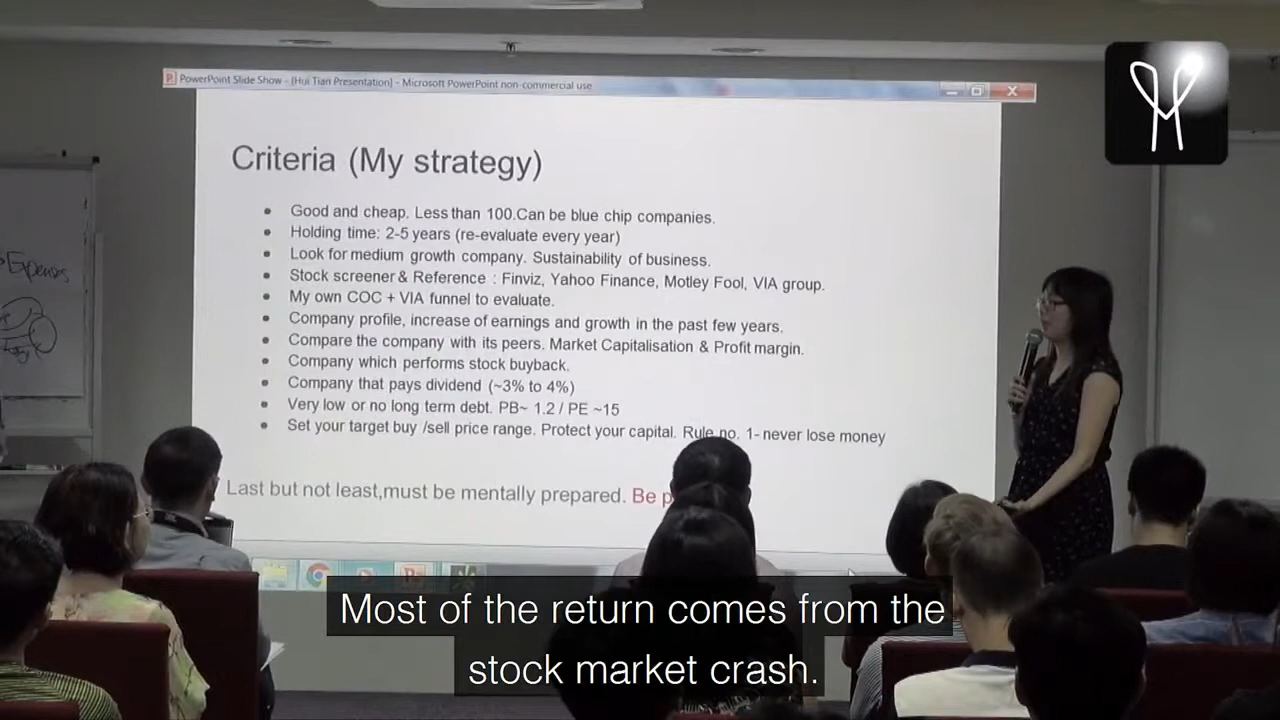 PowerPoint Slide Show - [Hui Tian Presentation] - Microsoft PowerPoint non-commercial use
Criteria (My strategy)
Good and cheap. Less than 100.Can be blue chip companies.
Holding time: 2-5 years (re-evaluate every year)
Look for medium growth company. Sustainability of business.
Stock screener & Reference : Finviz, Yahoo Finance, Motley Fool, VIA group.
My own COC + VIA funnel to evaluate.
Company profile, increase of earnings and growth in the past few years.
Compare the company with its peers. Market Capitalisation & Profit margin.
Company which performs stock buyback.
Company that pays dividend (~3% to 4%)
Very low or no long term debt. PB~ 1.2 / PE ~15
Set your target buy /sell price range. Protect your capital. Rule no. 1- never lose money
Last but not least,must be mentally prepared. Be
Expenses
Most of the return comes from the
stock market crash.